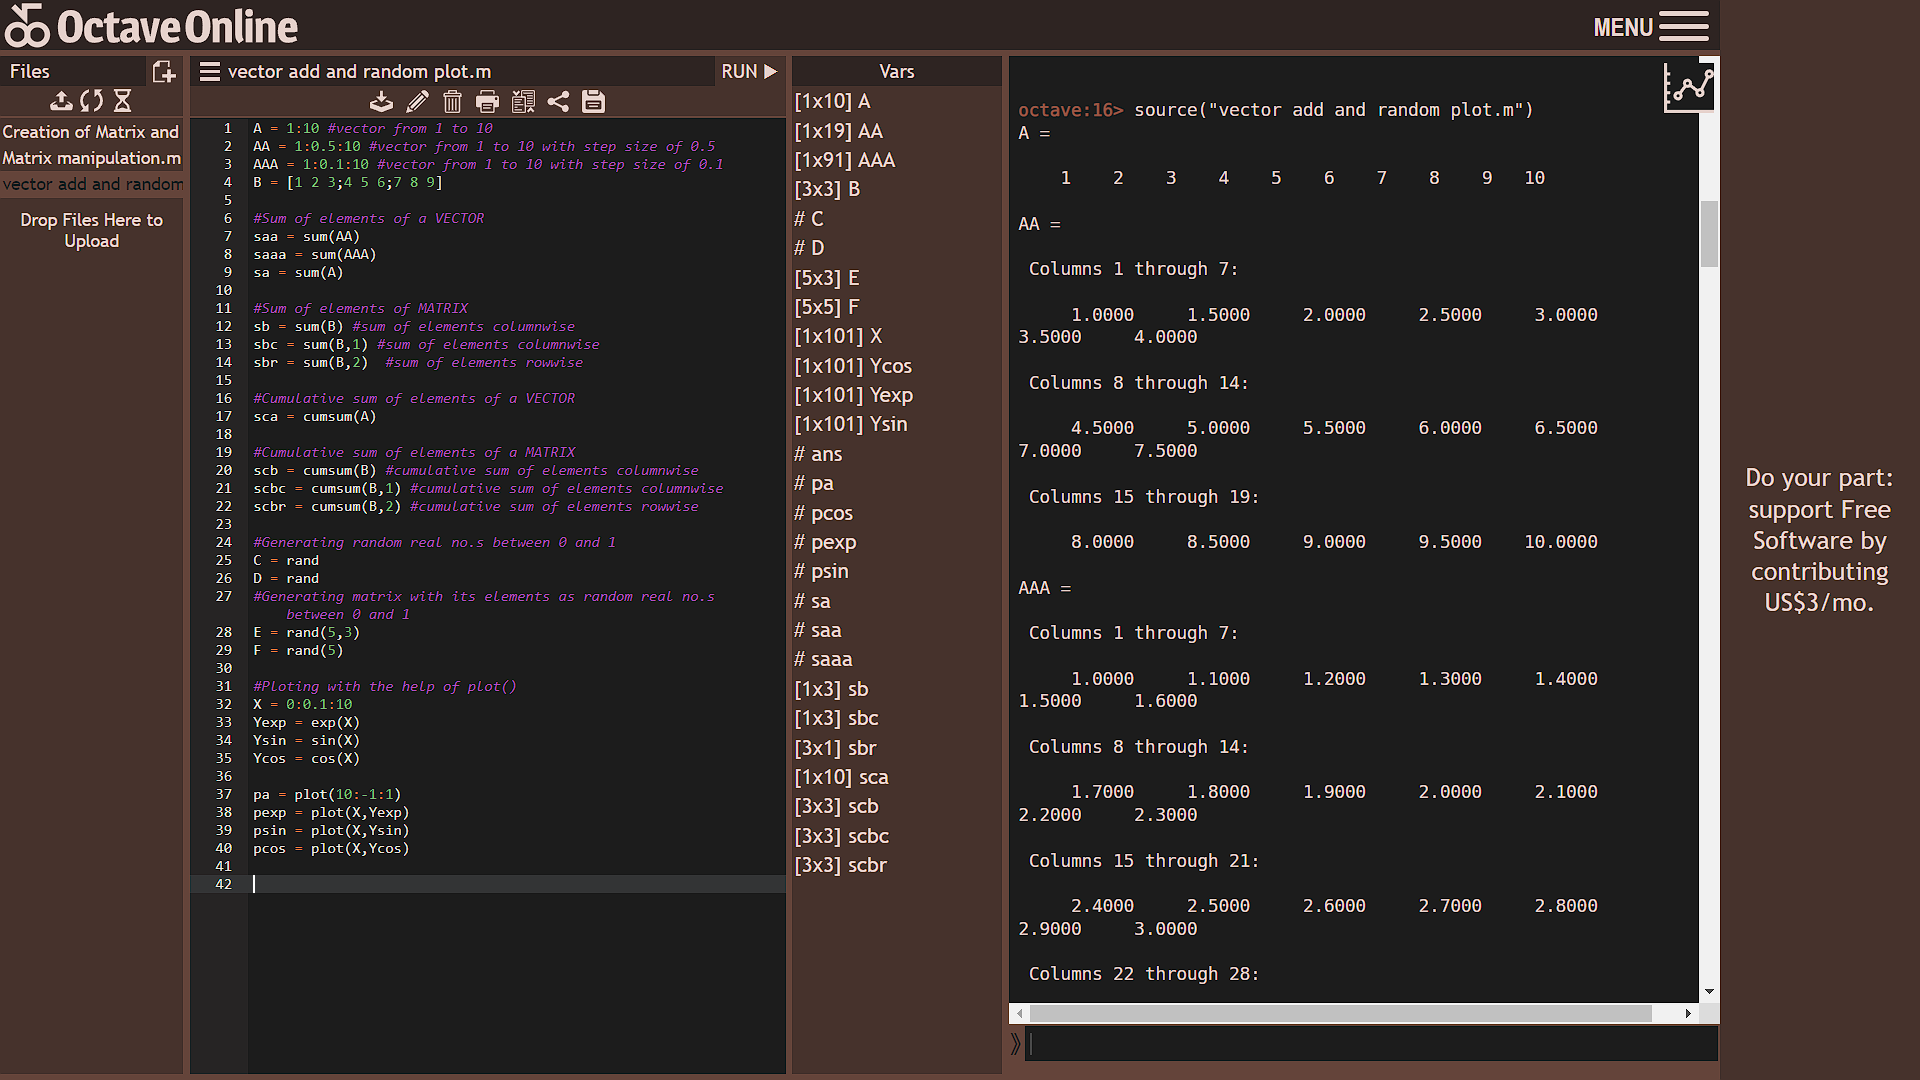 Octave Online
MENU
Files
Creation of Matrix and
Matrix manipulation.m
vector add and random
Drop Files Here to
Upload
vector add and random plot.m
RUN
1 A = 1:10 #vector from 1 to 10
2 AA = 1:0.5:10 #vector from 1 to 10 with step size of 0.5
3 AAA = 1:0.1:10 #vector from 1 to 10 with step size of 0.1
4 B = [1 2 3;4 5 6;7 8 9]
5
6 #Sum of elements of a VECTOR
7 saa = sum(AA)
8 saaa = sum(AAA)
9 sa = sum(A)
10
11 #Sum of elements of MATRIX
12 sb = sum(B) #sum of elements columnwise
13 sbc = sum(B,1) #sum of elements columnwise
14 sbr = sum(B,2)  #sum of elements rowwise
15
16 #Cumulative sum of elements of a VECTOR
17 sca = cumsum(A)
18
19 #Cumulative sum of elements of a MATRIX
20 scb = cumsum(B) #cumulative sum of elements columnwise
21 scbc = cumsum(B,1) #cumulative sum of elements columnwise
22 scbr = cumsum(B,2) #cumulative sum of elements rowwise
23
24 #Generating random real no.s between 0 and 1
25 C = rand
26 D = rand
27 #Generating matrix with its elements as random real no.s
between 0 and 1
28 E = rand(5,3)
29 F = rand(5)
30
31 #Ploting with the help of plot()
32 X = 0:0.1:10
33 Yexp = exp(X)
34 Ysin = sin(X)
35 Ycos = cos(X)
36
37 pa = plot(10:-1:1)
38 pexp = plot(X,Yexp)
39 psin = plot(X,Ysin)
40 pcos = plot(X,Ycos)
41
42
Vars
[1x10] A
[1x19] AA
[1x91] AAA
[3x3] B
# C
# D
[5x3] E
[5x5] F
[1x101] X
[1x101] Ycos
[1x101] Yexp
[1x101] Ysin
# ans
# pa
# pcos
# pexp
# psin
# sa
# saa
# saaa
[1x3] sb
[1x3] sbc
[3x1] sbr
[1x10] sca
[3x3] scb
[3x3] scbc
[3x3] scbr
octave:16> source("vector add and random plot.m")
A =
1 2 3 4 5 6 7 8 9 10
AA =
Columns 1 through 7:
1.0000 1.5000 2.0000 2.5000 3.0000
3.5000 4.0000
Columns 8 through 14:
4.5000 5.0000 5.5000 6.0000 6.5000
7.0000 7.5000
Columns 15 through 19:
8.0000 8.5000 9.0000 9.5000 10.0000
AAA =
Columns 1 through 7:
1.0000 1.1000 1.2000 1.3000 1.4000
1.5000 1.6000
Columns 8 through 14:
1.7000 1.8000 1.9000 2.0000 2.1000
2.2000 2.3000
Columns 15 through 21:
2.4000 2.5000 2.6000 2.7000 2.8000
2.9000 3.0000
Columns 22 through 28:
Do your part:
support Free
Software by
contributing
US$3/mo.